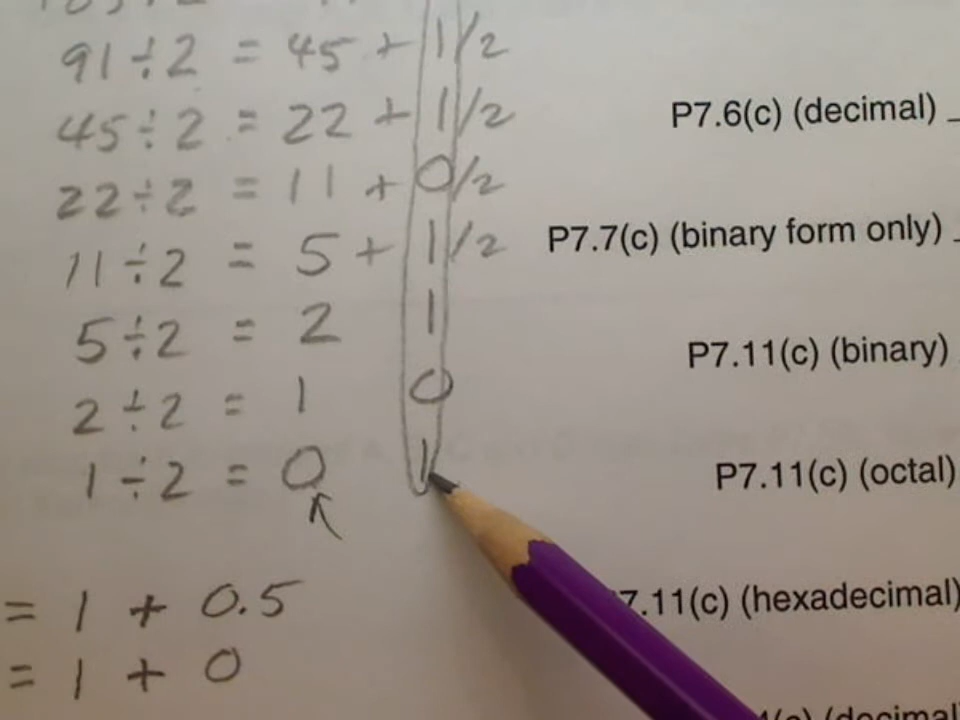 91 ÷ 2 = 45 + 1/2
45 ÷ 2 = 22 + 1/2
22 ÷ 2 = 11 + 0/2
11 ÷ 2 = 5 + 1/2
5 ÷ 2 = 2 1
2 ÷ 2 = 1 0
1 ÷ 2 = 0 1
= 1 + 0.5
= 1 + 0
P7.6(c) (decimal)
P7.7(c) (binary form only)
P7.11(c) (binary)
P7.11(c) (octal)
7.11(c) (hexadecimal)